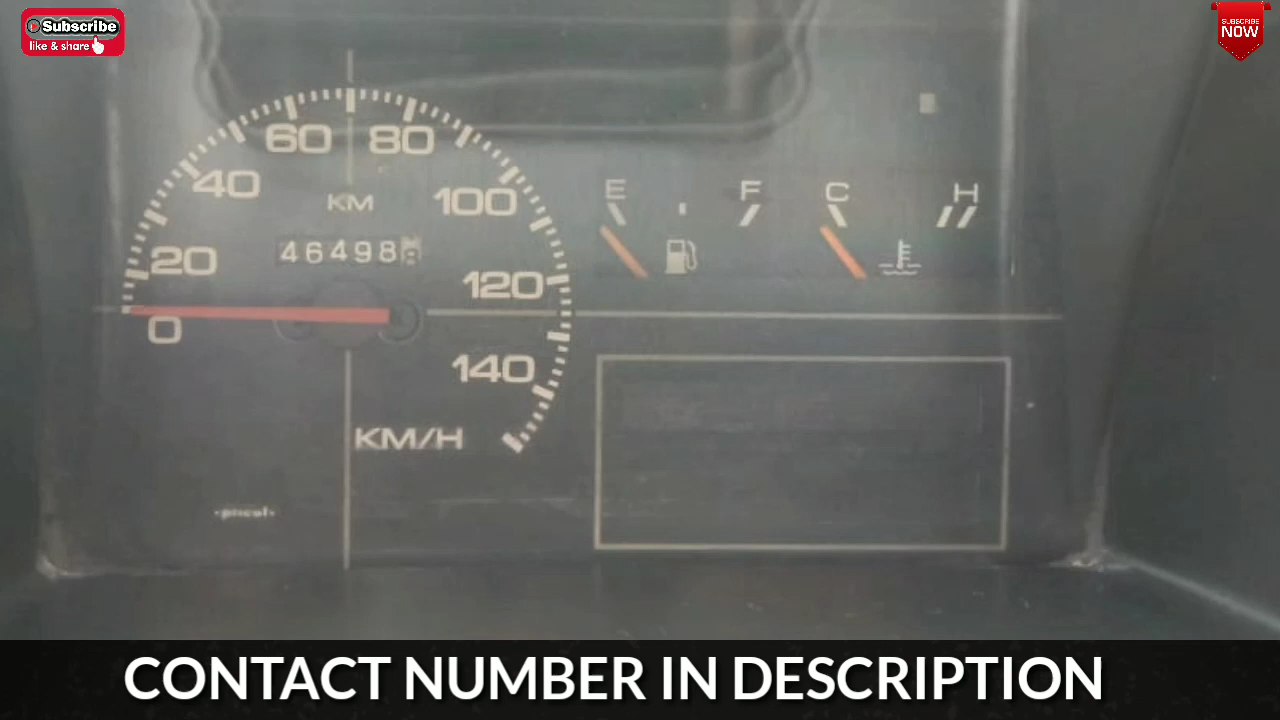 Subscribe
like & share
SUBSCRIBE
NOW
60 80
40 100
KM
E F C H
46498
20 120
0
140
KM/H
-pricol-
CONTACT NUMBER IN DESCRIPTION